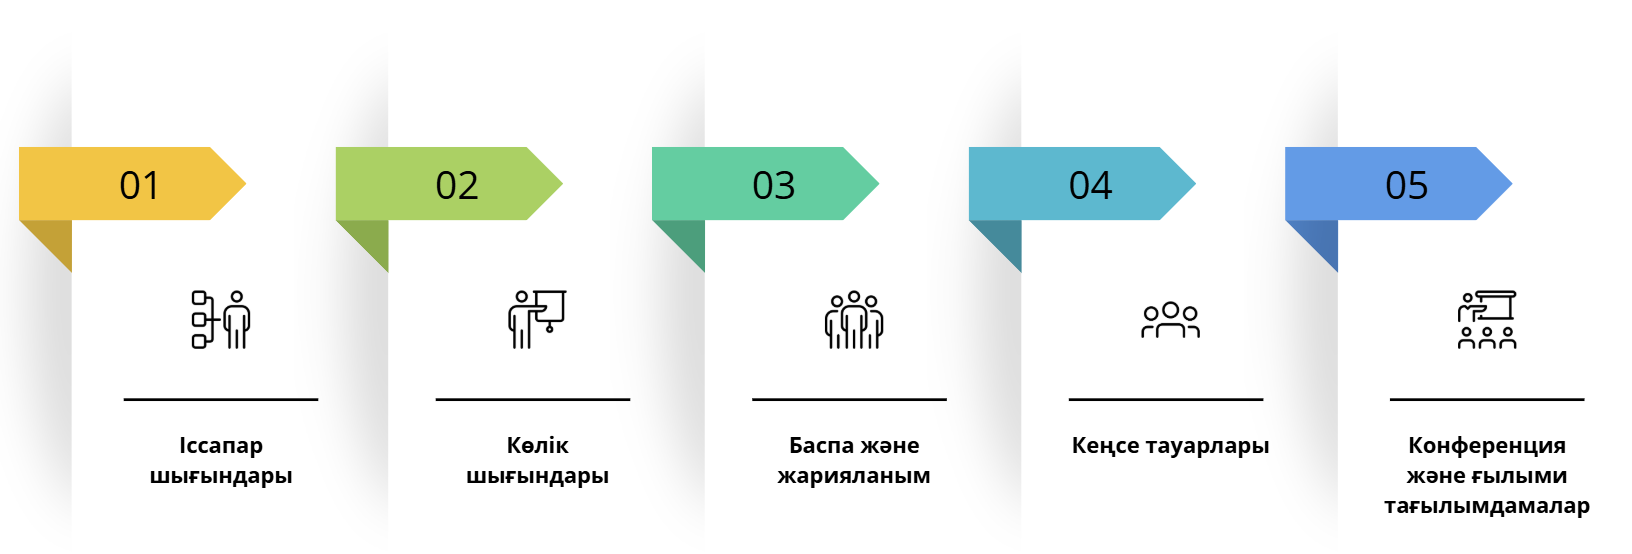 01
02
03
04
05
Іссапар
шығындары
Көлік
шығындары
Баспа және
жарияланым
Кеңсе тауарлары
Конференция
және ғылыми
тағылымдамалар